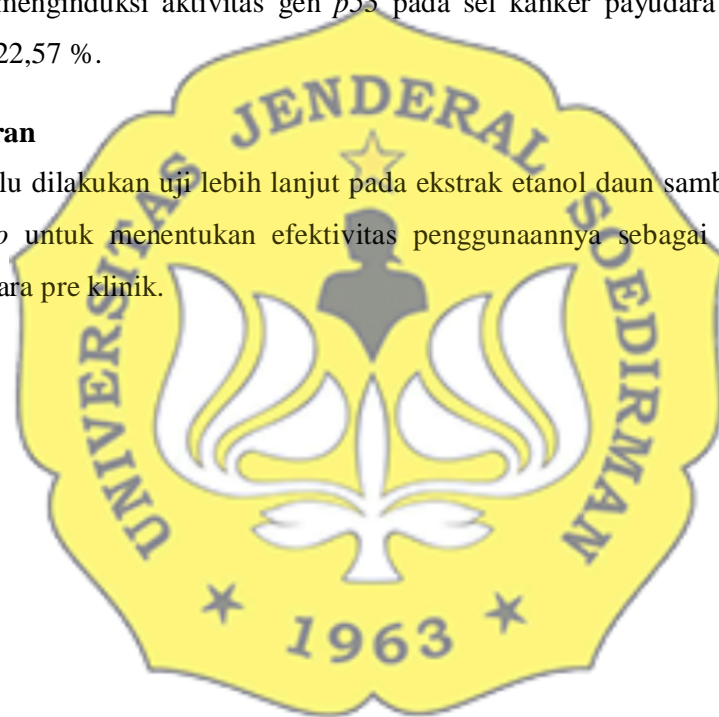 menginduksi aktivitas gen p53 pada sel kanker payudara
22,57 %.
ran
lu dilakukan uji lebih lanjut pada ekstrak etanol daun samb
o untuk menentukan efektivitas penggunaannya sebagai
ara pre klinik.
UNIVERSITAS JENDERAL SOEDIRMAN
★ 1963 ★